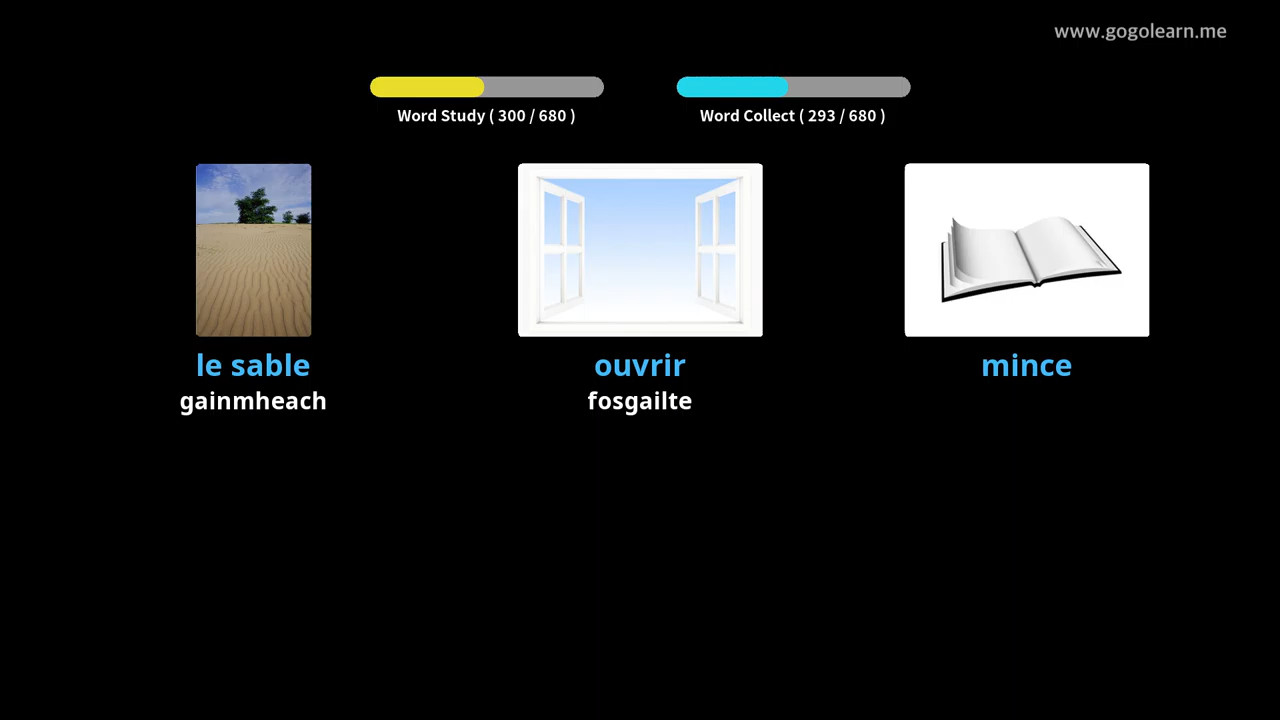 www.gogolearn.me
Word Study ( 300 / 680 )
Word Collect ( 293 / 680 )
le sable
gainmheach
ouvrir
fosgailte
mince